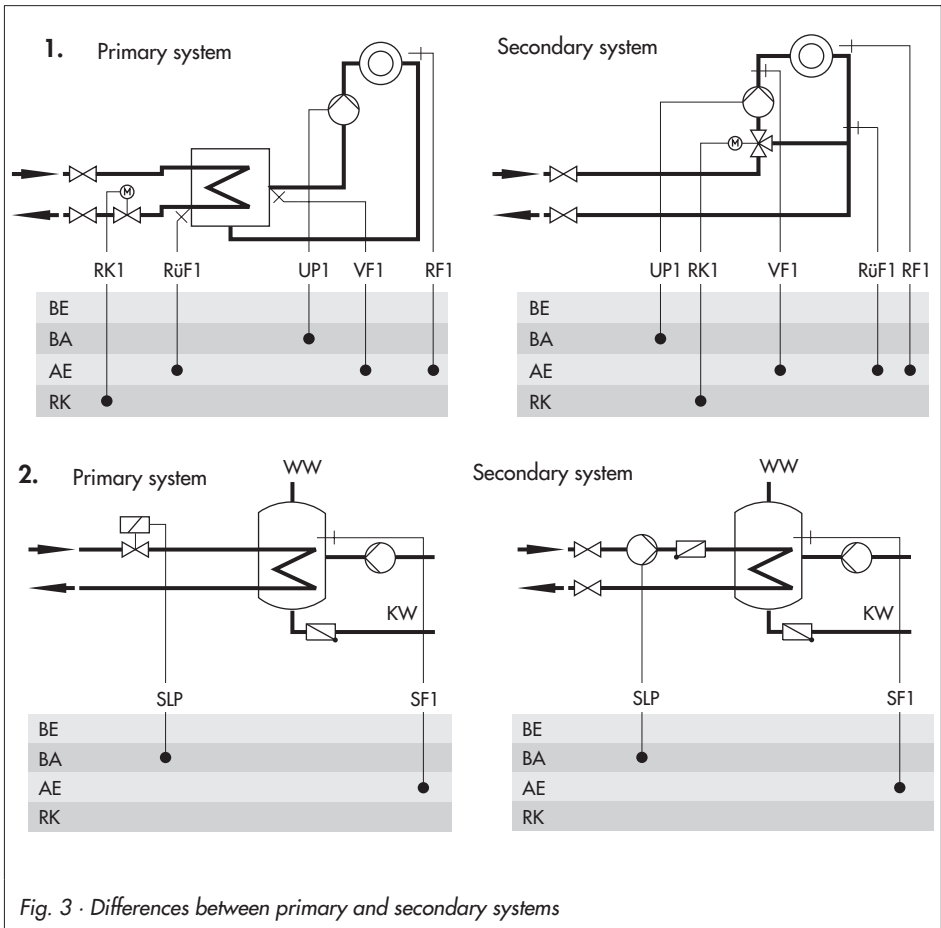 1. Primary system
Secondary system
M
M
RK1 RüF1 UP1 VF1 RF1
UP1 RK1 VF1 RüF1 RF1
BE
BA
AE
RK
BE
BA
AE
RK
2. Primary system
WW
Secondary system
WW
KW
KW
SLP SF1
SLP SF1
BE
BA
AE
RK
BE
BA
AE
RK
Fig. 3 · Differences between primary and secondary systems